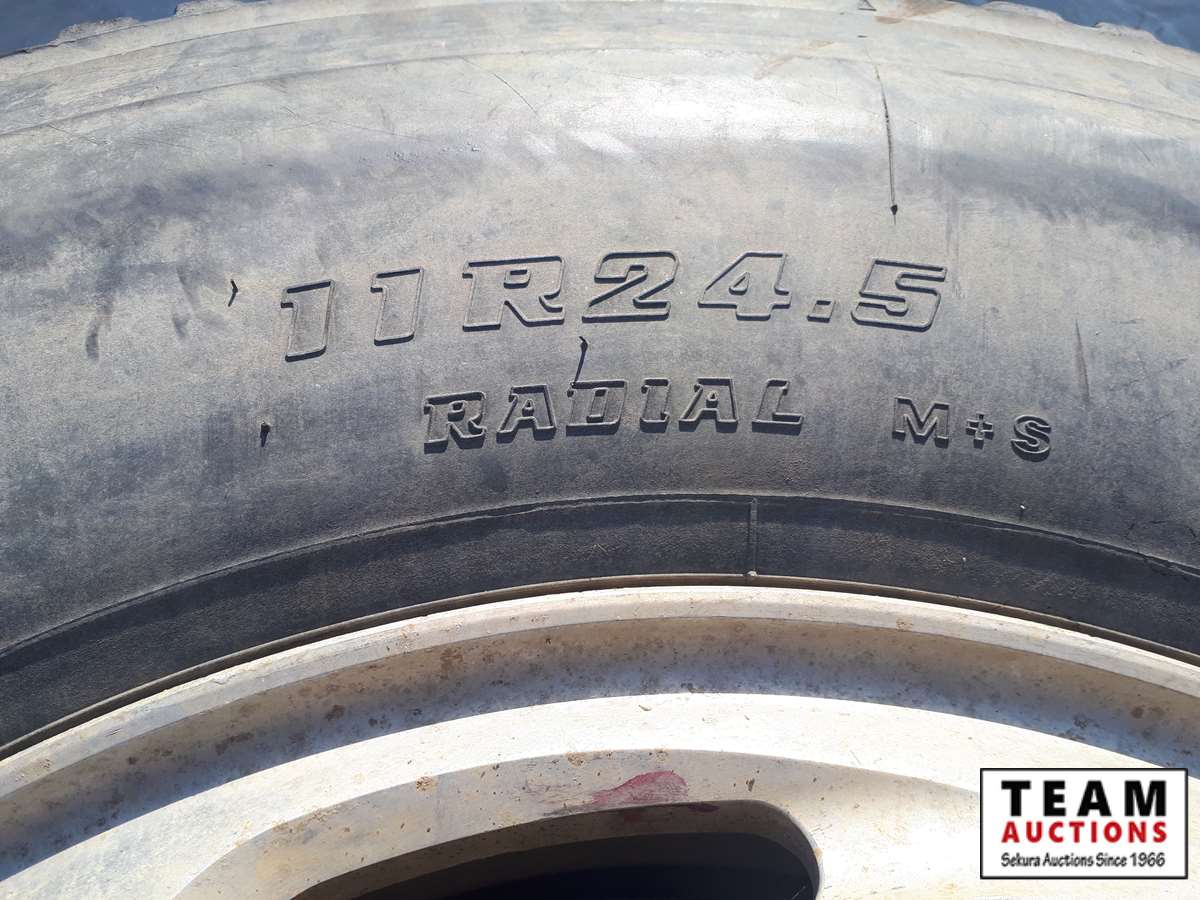 11R24.5
RADIAL M+S
TEAM
AUCTIONS
Sekura Auctions Since 1966